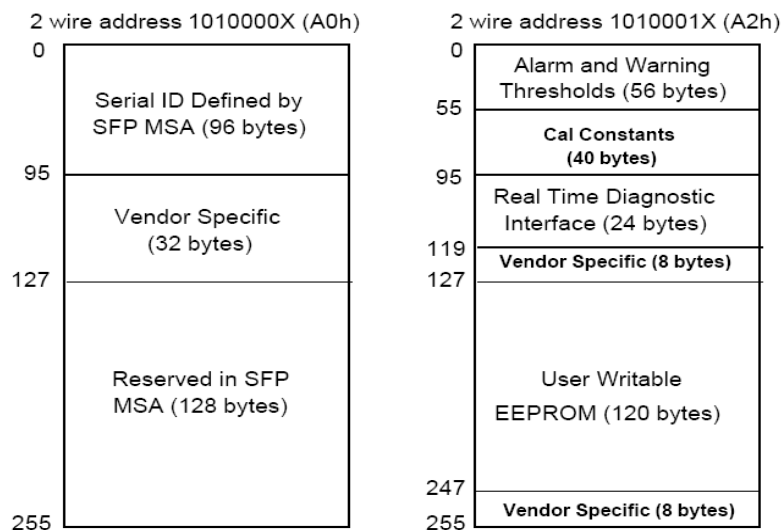 2 wire address 1010000X (A0h)
0
Serial ID Defined by
SFP MSA (96 bytes)
95
Vendor Specific
(32 bytes)
127
Reserved in SFP
MSA (128 bytes)
255
2 wire address 1010001X (A2h)
0
Alarm and Warning
Thresholds (56 bytes)
55
Cal Constants
(40 bytes)
95
Real Time Diagnostic
Interface (24 bytes)
119
Vendor Specific (8 bytes)
127
User Writable
EEPROM (120 bytes)
247
Vendor Specific (8 bytes)
255